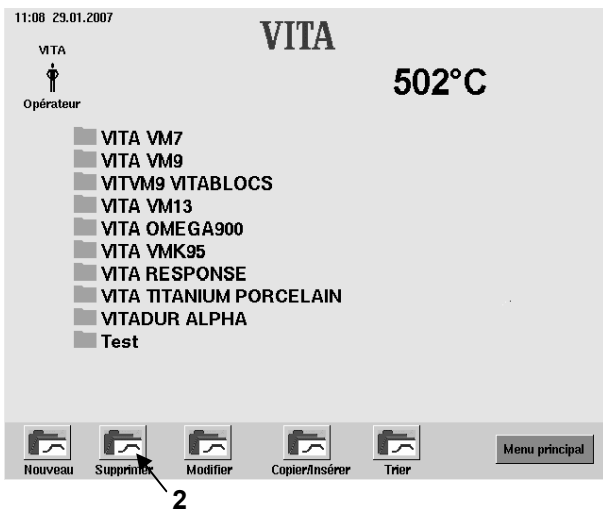 11:08 29.01.2007
VITA
VITA
502°C
Opérateur
VITA VM7
VITA VM9
VITVM9 VITABLOCS
VITA VM13
VITA OMEGA900
VITA VMK95
VITA RESPONSE
VITA TITANIUM PORCELAIN
VITADUR ALPHA
Test
Nouveau Supprimer Modifier Copier/Insérer Trier Menu principal
2